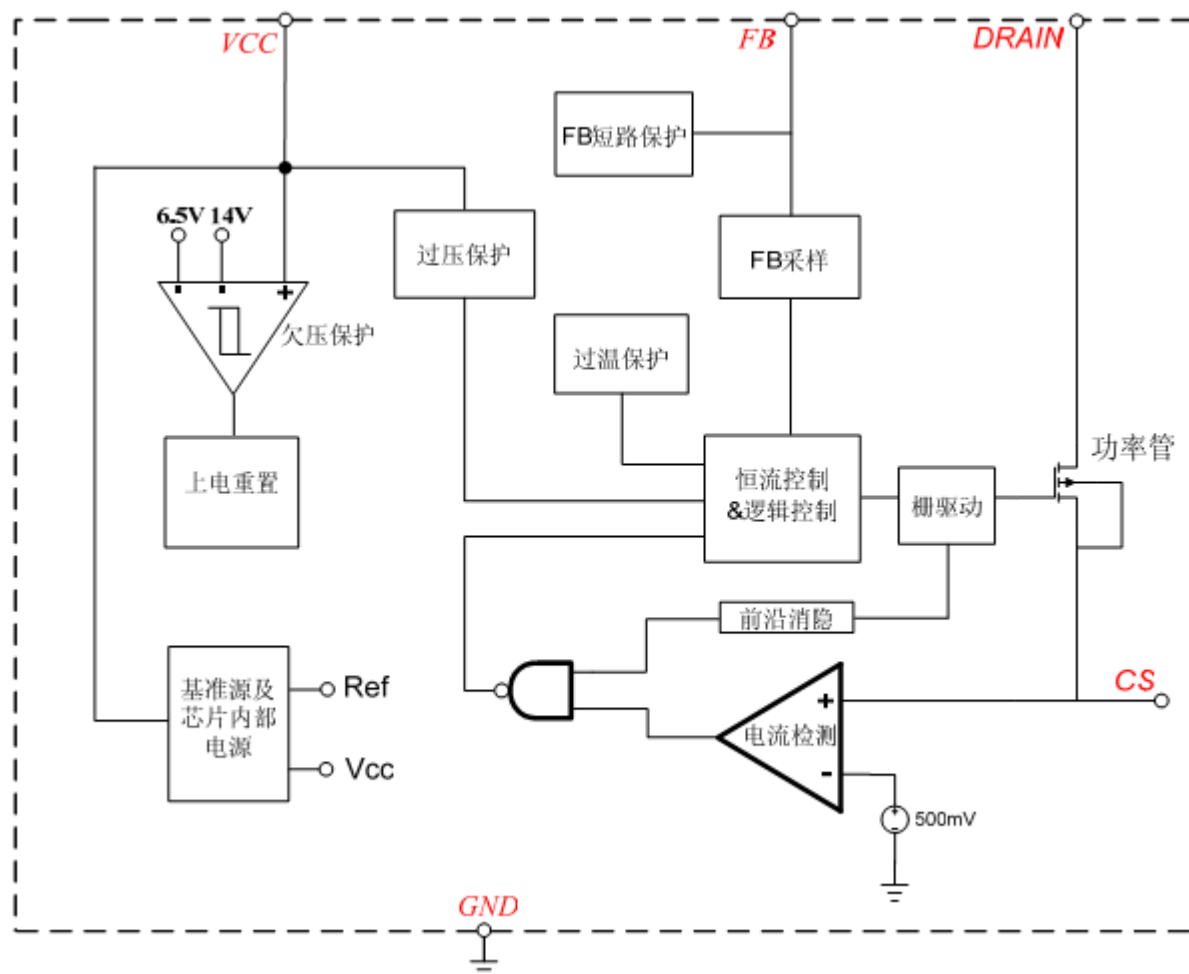 VCC
FB
DRAIN
FB短路保护
6.5V 14V
过压保护
FB采样
欠压保护
过温保护
上电重置
恒流控制
&逻辑控制
栅驱动
功率管
前沿消隐
基准源及
芯片内部
电源
Ref
Vcc
电流检测
CS
500mV
GND